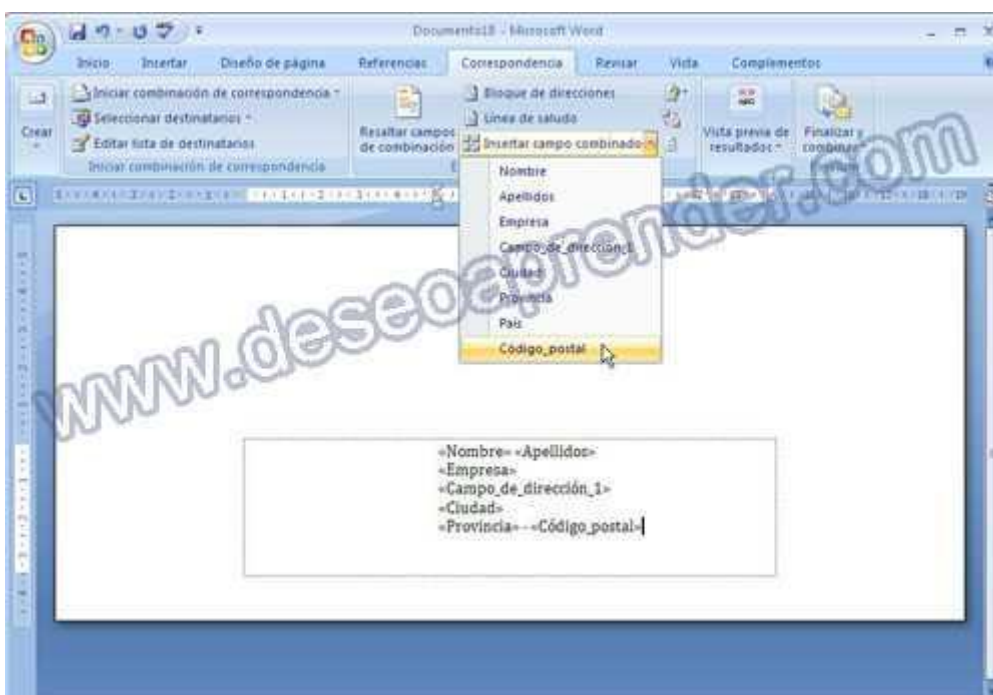 Documento18 - Microsoft Word
Inicio Insertar Diseño de página Referencias Correspondencia Revisar Vista Complementos
Crear
Iniciar combinación de correspondencia
Seleccionar destinatarios
Editar lista de destinatarios
Iniciar combinación de correspondencia
Resaltar campos
de combinación
Bloque de direcciones
Línea de saludo
Insertar campo combinado
Vista previa de
resultados
Finalizar y
combinar
Nombre
Apellidos
Empresa
Campo_de_dirección_1
Ciudad
Provincia
País
Código_postal
www.deseoaprender.com
«Nombre» «Apellidos»
«Empresa»
«Campo_de_dirección_1»
«Ciudad»
«Provincia» - «Código_postal»